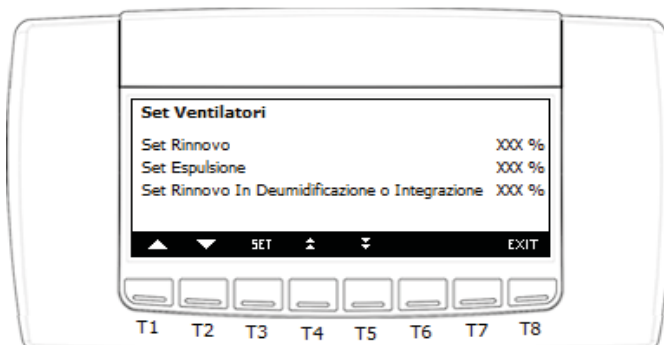 Set Ventilatori
Set Rinnovo XXX %
Set Espulsione XXX %
Set Rinnovo In Deumidificazione o Integrazione XXX %
SET EXIT
T1 T2 T3 T4 T5 T6 T7 T8